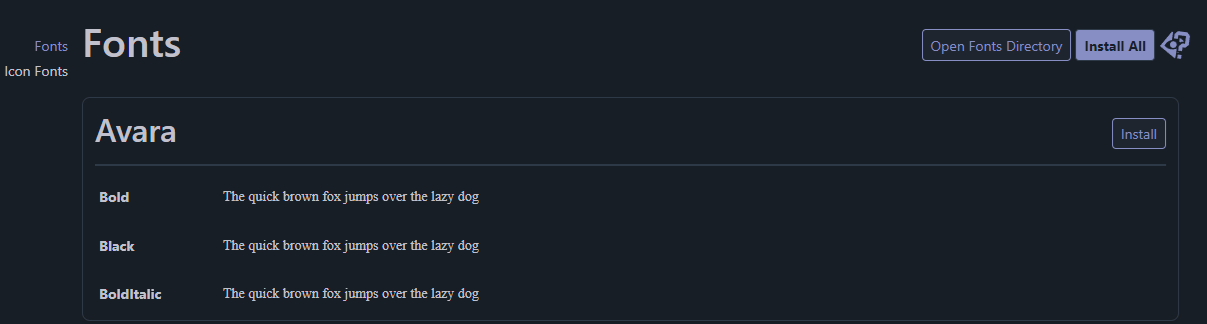 Fonts
Icon Fonts
Fonts
Open Fonts Directory
Install All
Avara
Install
Bold The quick brown fox jumps over the lazy dog
Black The quick brown fox jumps over the lazy dog
BoldItalic The quick brown fox jumps over the lazy dog